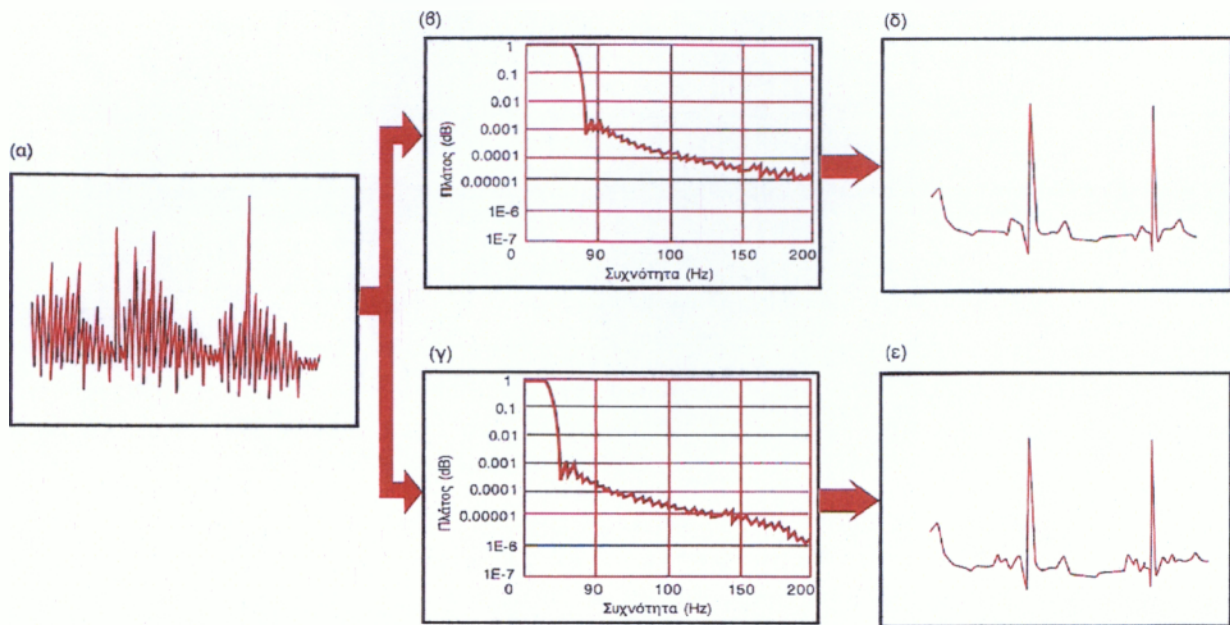 (α)
(β)
Πλάτος (dB)
1
0.1
0.01
0.001
0.0001
0.00001
1E-6
1E-7
0 90 100 150 200
Συχνότητα (Hz)
(δ)
(γ)
Πλάτος (dB)
1
0.1
0.01
0.001
0.0001
0.00001
1E-6
1E-7
0 90 100 150 200
Συχνότητα (Hz)
(ε)